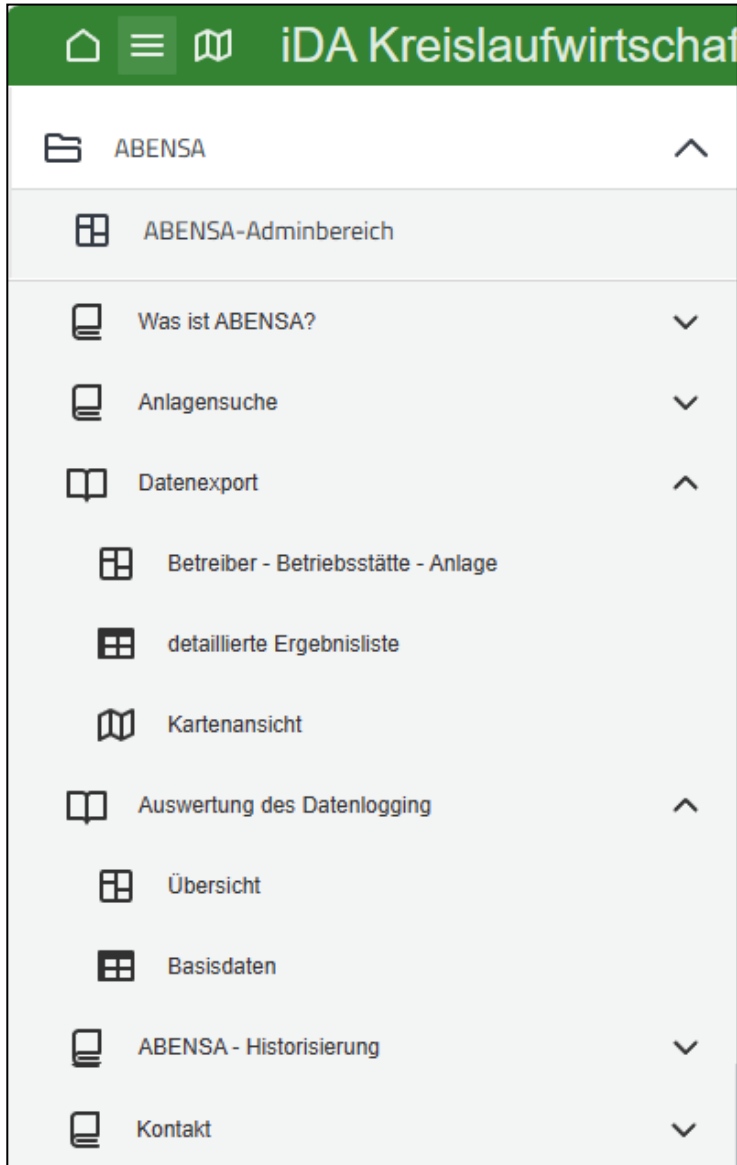 iDA Kreislaufwirtschaf
ABENSA
ABENSA-Adminbereich
Was ist ABENSA?
Anlagensuche
Datenexport
Betreiber - Betriebsstätte - Anlage
detaillierte Ergebnisliste
Kartenansicht
Auswertung des Datenlogging
Übersicht
Basisdaten
ABENSA - Historisierung
Kontakt